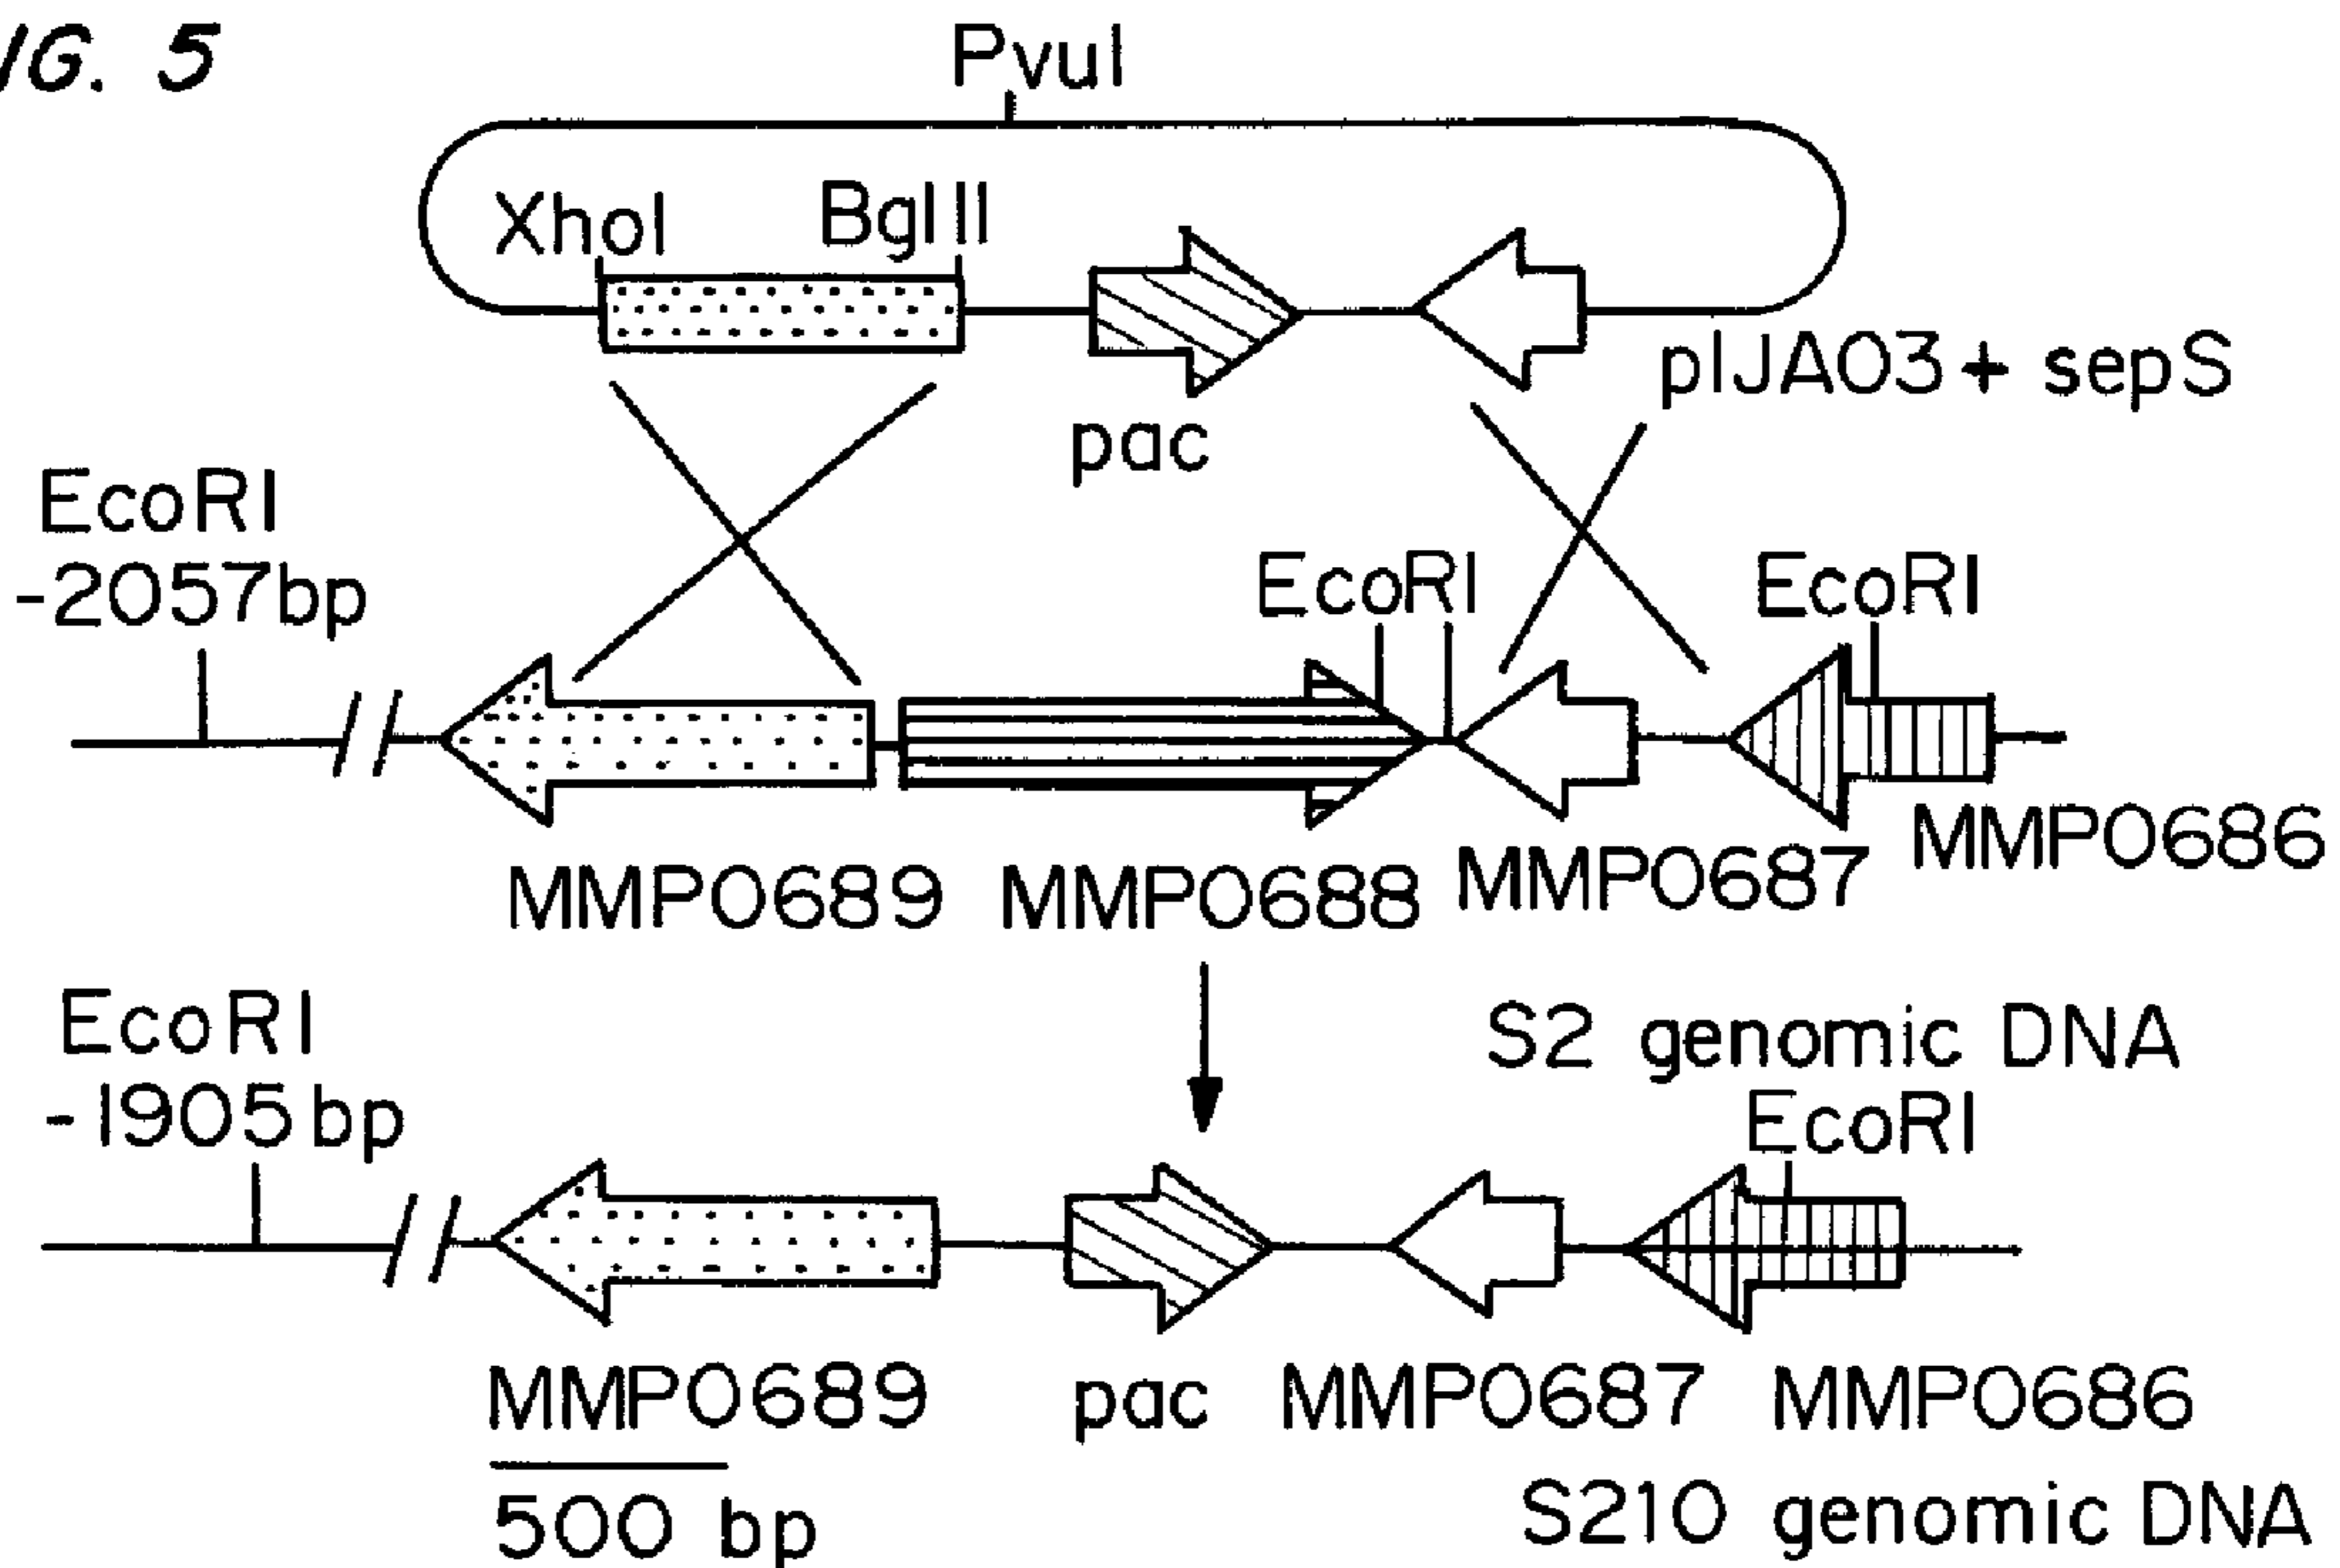 IG. 5
PvuI
XhoI
BglII
pIJA03 + sepS
pac
EcoRI
-2057bp
EcoRI
EcoRI
MMP0689
MMP0688
MMP0687
MMP0686
EcoRI
-1905bp
S2 genomic DNA
EcoRI
MMP0689
pac
MMP0687
MMP0686
500 bp
S210 genomic DNA